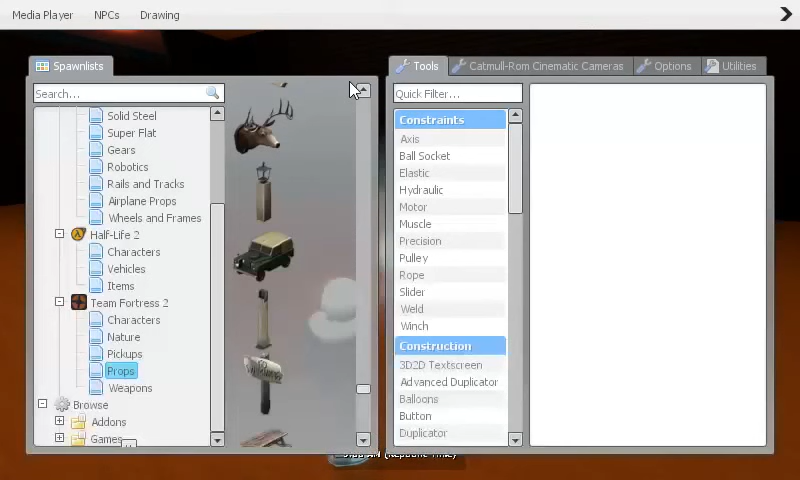 Media Player NPCs Drawing
Spawnlists
Tools Catmull-Rom Cinematic Cameras Options Utilities
Search...
Quick Filter...
Solid Steel
Super Flat
Gears
Robotics
Rails and Tracks
Airplane Props
Wheels and Frames
Half-Life 2
Characters
Vehicles
Items
Team Fortress 2
Characters
Nature
Pickups
Props
Weapons
Browse
Addons
Games
Constraints
Axis
Ball Socket
Elastic
Hydraulic
Motor
Muscle
Precision
Pulley
Rope
Slider
Weld
Winch
Construction
3D2D Textscreen
Advanced Duplicator
Balloons
Button
Duplicator